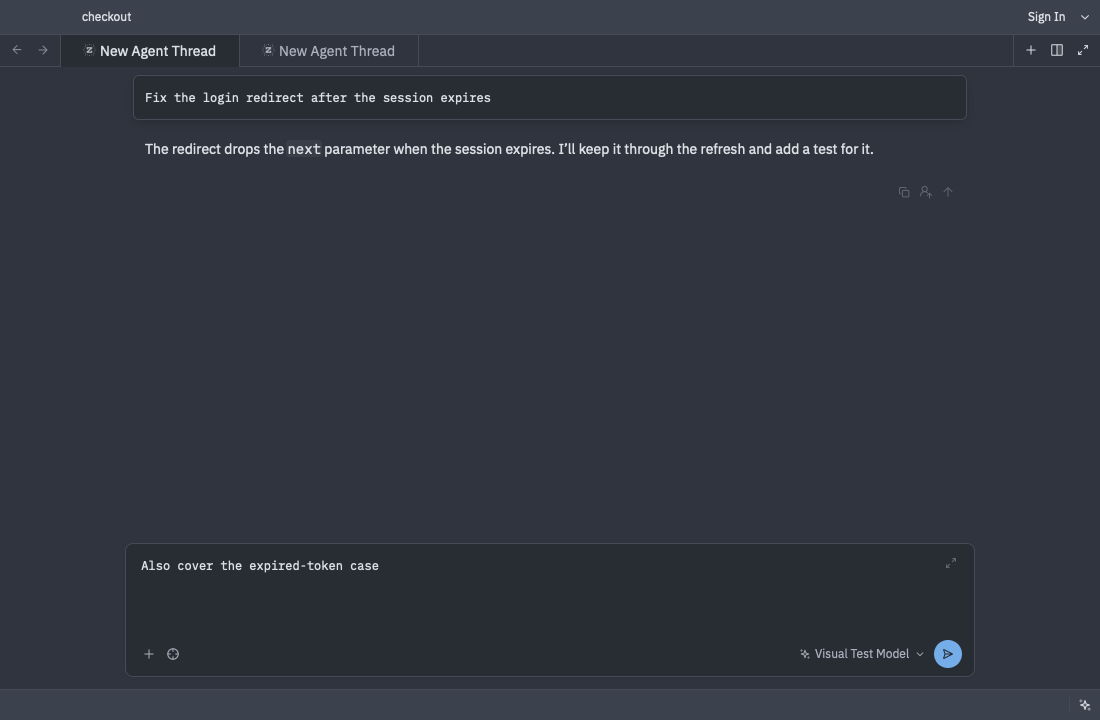 checkout
Sign In
New Agent Thread
New Agent Thread
Fix the login redirect after the session expires
The redirect drops the next parameter when the session expires. I’ll keep it through the refresh and add a test for it.
Also cover the expired-token case
Visual Test Model